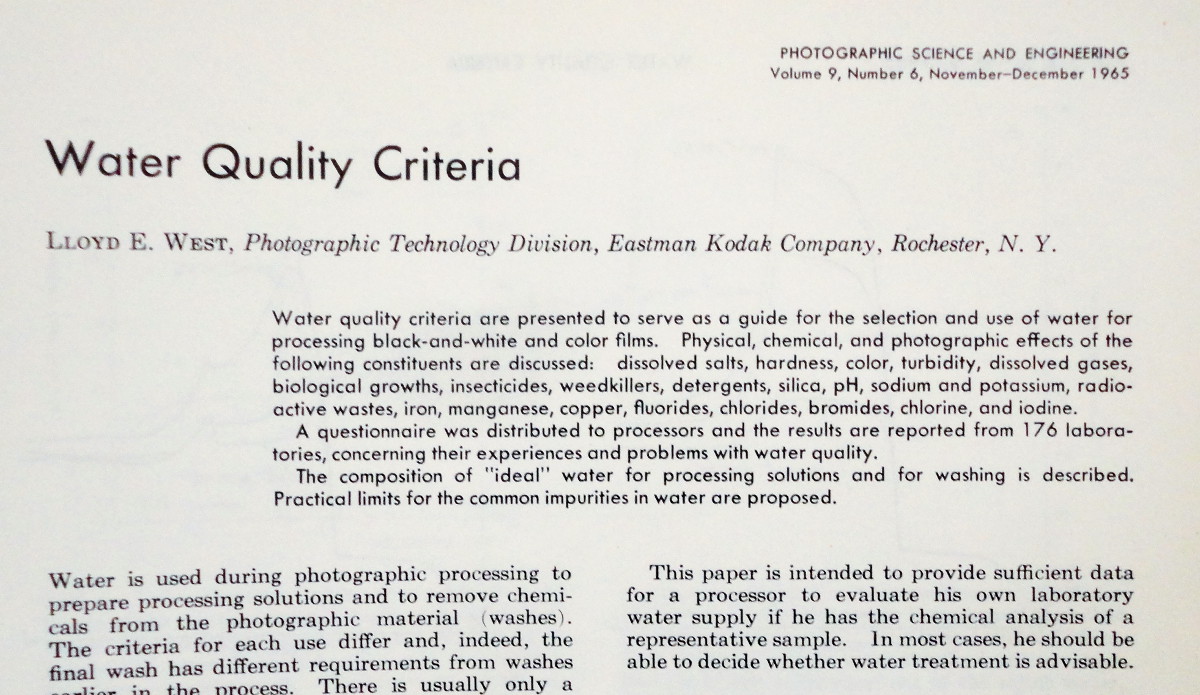 PHOTOGRAPHIC SCIENCE AND ENGINEERING
Volume 9, Number 6, November–December 1965
Water Quality Criteria
LLOYD E. WEST, Photographic Technology Division, Eastman Kodak Company, Rochester, N. Y.
Water quality criteria are presented to serve as a guide for the selection and use of water for
processing black-and-white and color films. Physical, chemical, and photographic effects of the
following constituents are discussed: dissolved salts, hardness, color, turbidity, dissolved gases,
biological growths, insecticides, weedkillers, detergents, silica, pH, sodium and potassium, radio-
active wastes, iron, manganese, copper, fluorides, chlorides, bromides, chlorine, and iodine.
A questionnaire was distributed to processors and the results are reported from 176 labora-
tories, concerning their experiences and problems with water quality.
The composition of "ideal" water for processing solutions and for washing is described.
Practical limits for the common impurities in water are proposed.
Water is used during photographic processing to
prepare processing solutions and to remove chemi-
cals from the photographic material (washes).
The criteria for each use differ and, indeed, the
final wash has different requirements from washes
earlier in the process. There is usually only a
This paper is intended to provide sufficient data
for a processor to evaluate his own laboratory
water supply if he has the chemical analysis of a
representative sample. In most cases, he should be
able to decide whether water treatment is advisable.